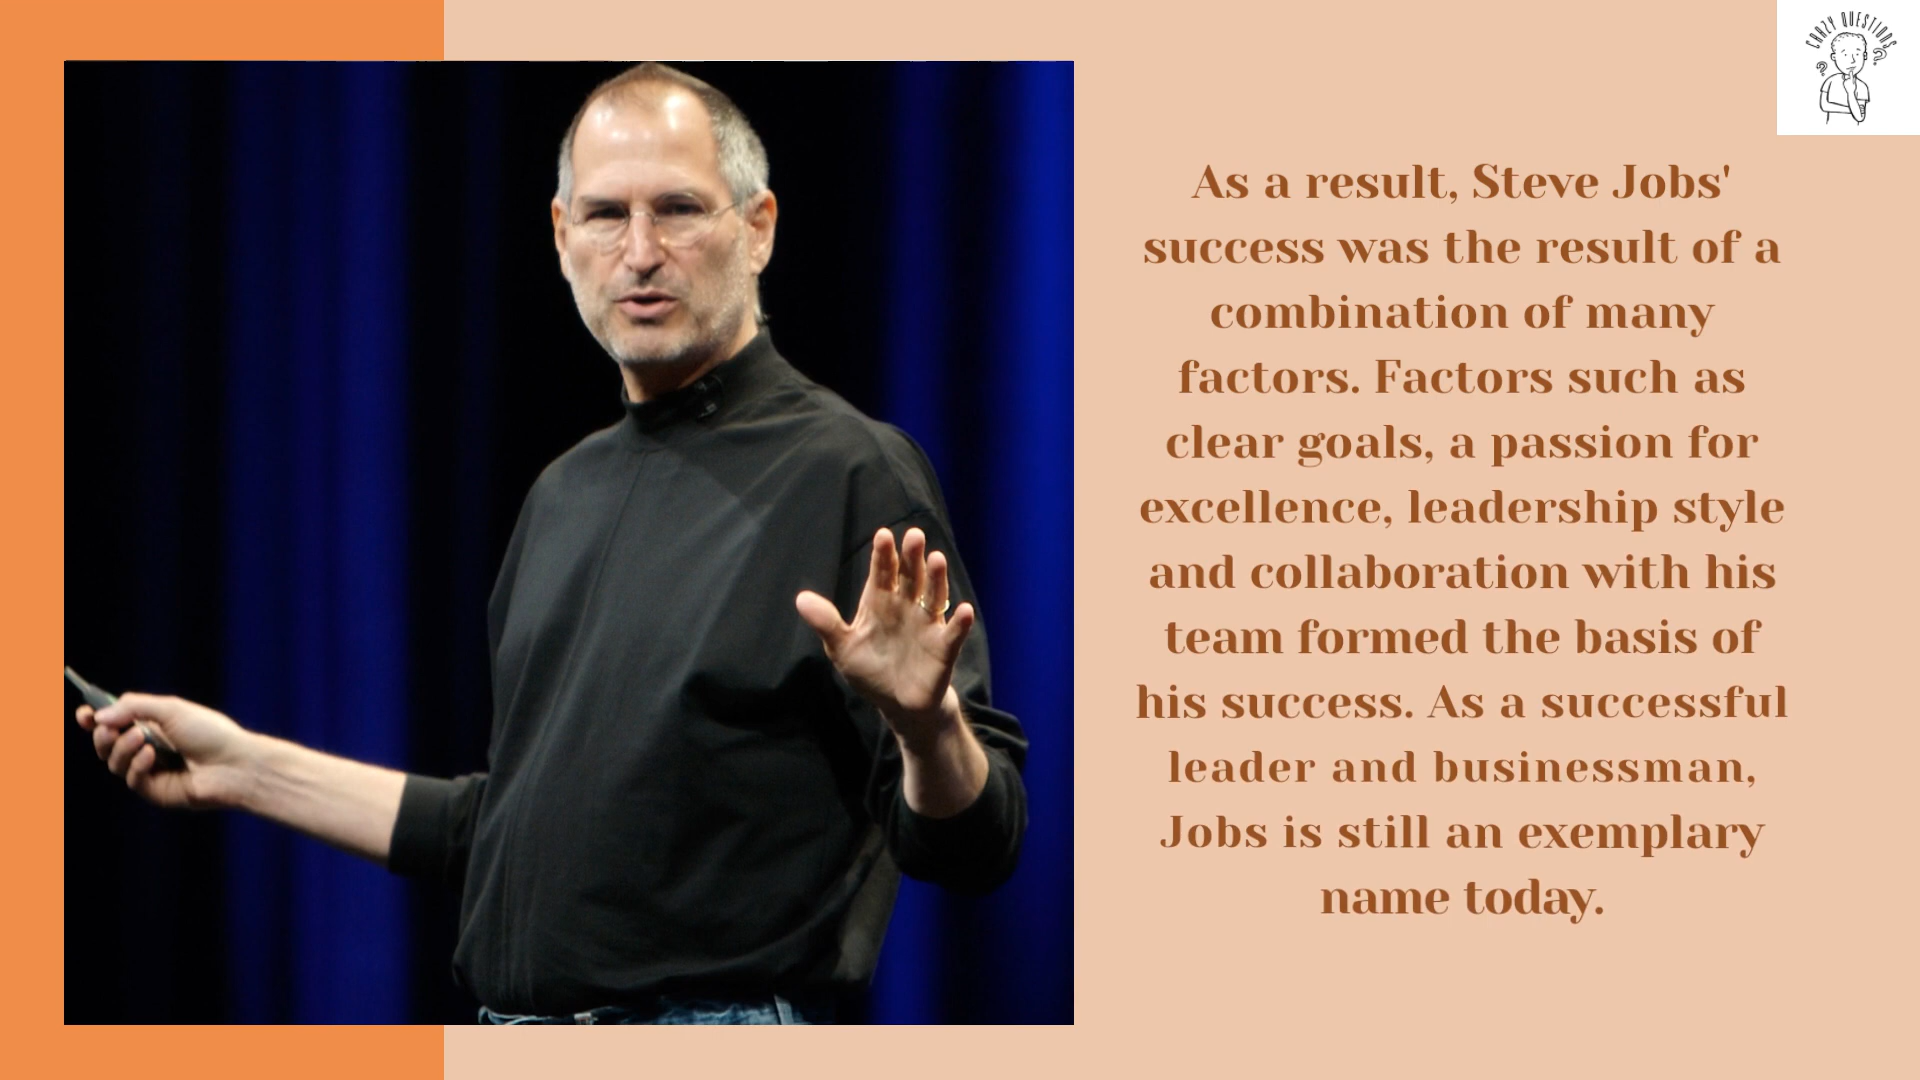 CRAZY QUESTIONS
? ?
As a result, Steve Jobs'
success was the result of a
combination of many
factors. Factors such as
clear goals, a passion for
excellence, leadership style
and collaboration with his
team formed the basis of
his success. As a successful
leader and businessman,
Jobs is still an exemplary
name today.